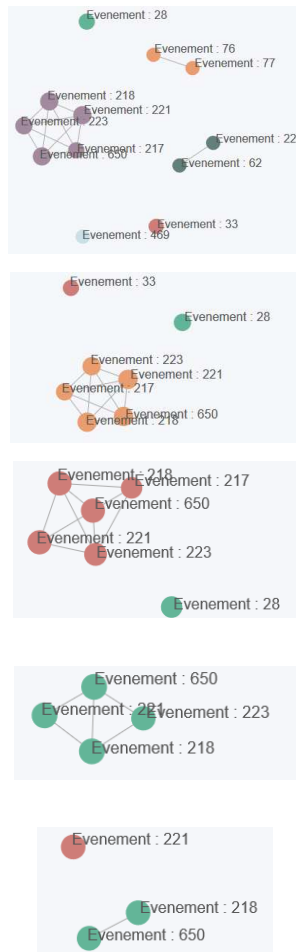 Evenement : 28
Evenement : 76
Evenement : 77
Evenement : 218
Evenement : 221
Evenement : 223
Evenement : 22
Evenement : 650
Evenement : 217
Evenement : 62
Evenement : 33
Evenement : 469
Evenement : 33
Evenement : 28
Evenement : 223
Evenement : 221
Evenement : 217
Evenement : 650
Evenement : 218
Evenement : 218
Evenement : 217
Evenement : 650
Evenement : 221
Evenement : 223
Evenement : 28
Evenement : 650
Evenement : 221
Evenement : 223
Evenement : 218
Evenement : 221
Evenement : 218
Evenement : 650